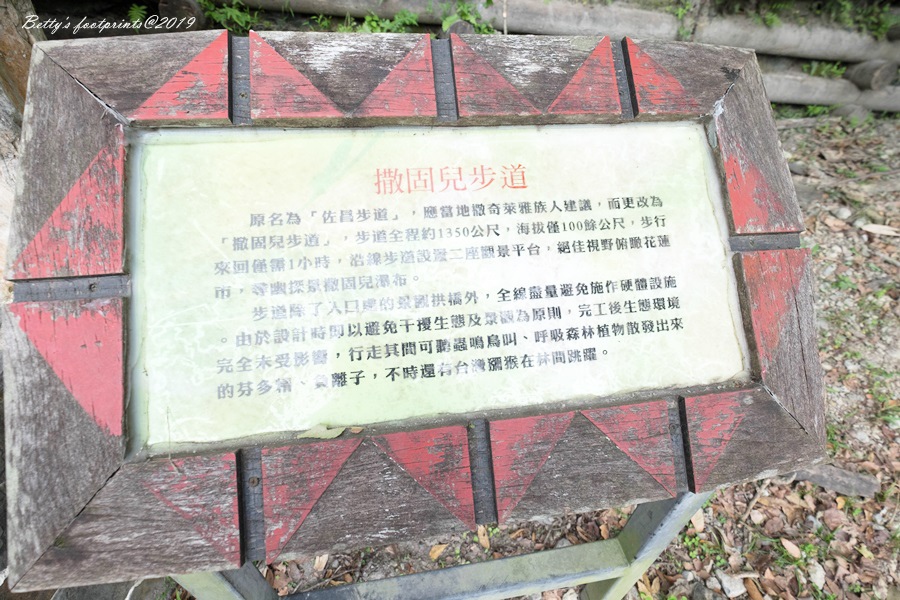 Betty's footprints@2019
撒固兒步道
原名為「佐昌步道」，應當地撒奇萊雅族人建議，而更改為
「撒固兒步道」，步道全程約1350公尺，海拔僅100餘公尺，步行
來回僅需1小時，沿線步道設置二座觀景平台，絕佳視野俯瞰花蓮
市，尋幽探景撒固兒瀑布。
步道除了入口處的景觀拱橋外，全線盡量避免施作硬體設施
。由於設計時即以避免干擾生態及景觀為原則，完工後生態環境
完全未受影響，行走其間可聽蟲鳴鳥叫、呼吸森林植物散發出來
的芬多精、負離子，不時還有台灣獼猴在林間跳躍。